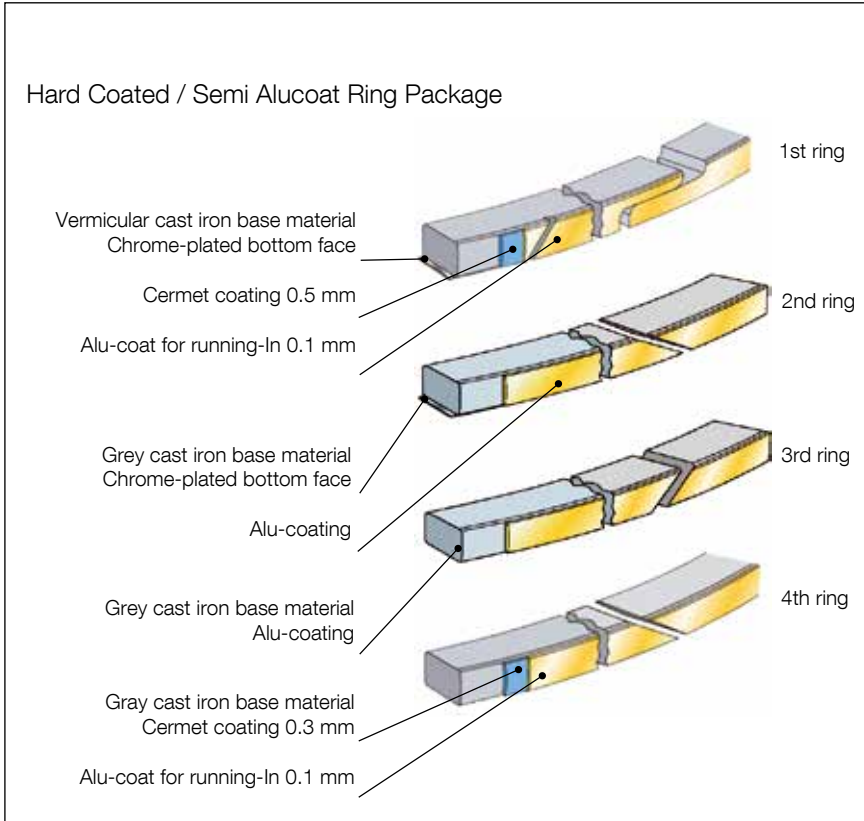 Hard Coated / Semi Alucoat Ring Package
1st ring
Vermicular cast iron base material
Chrome-plated bottom face
Cermet coating 0.5 mm
2nd ring
Alu-coat for running-In 0.1 mm
Grey cast iron base material
Chrome-plated bottom face
3rd ring
Alu-coating
Grey cast iron base material
Alu-coating
4th ring
Gray cast iron base material
Cermet coating 0.3 mm
Alu-coat for running-In 0.1 mm